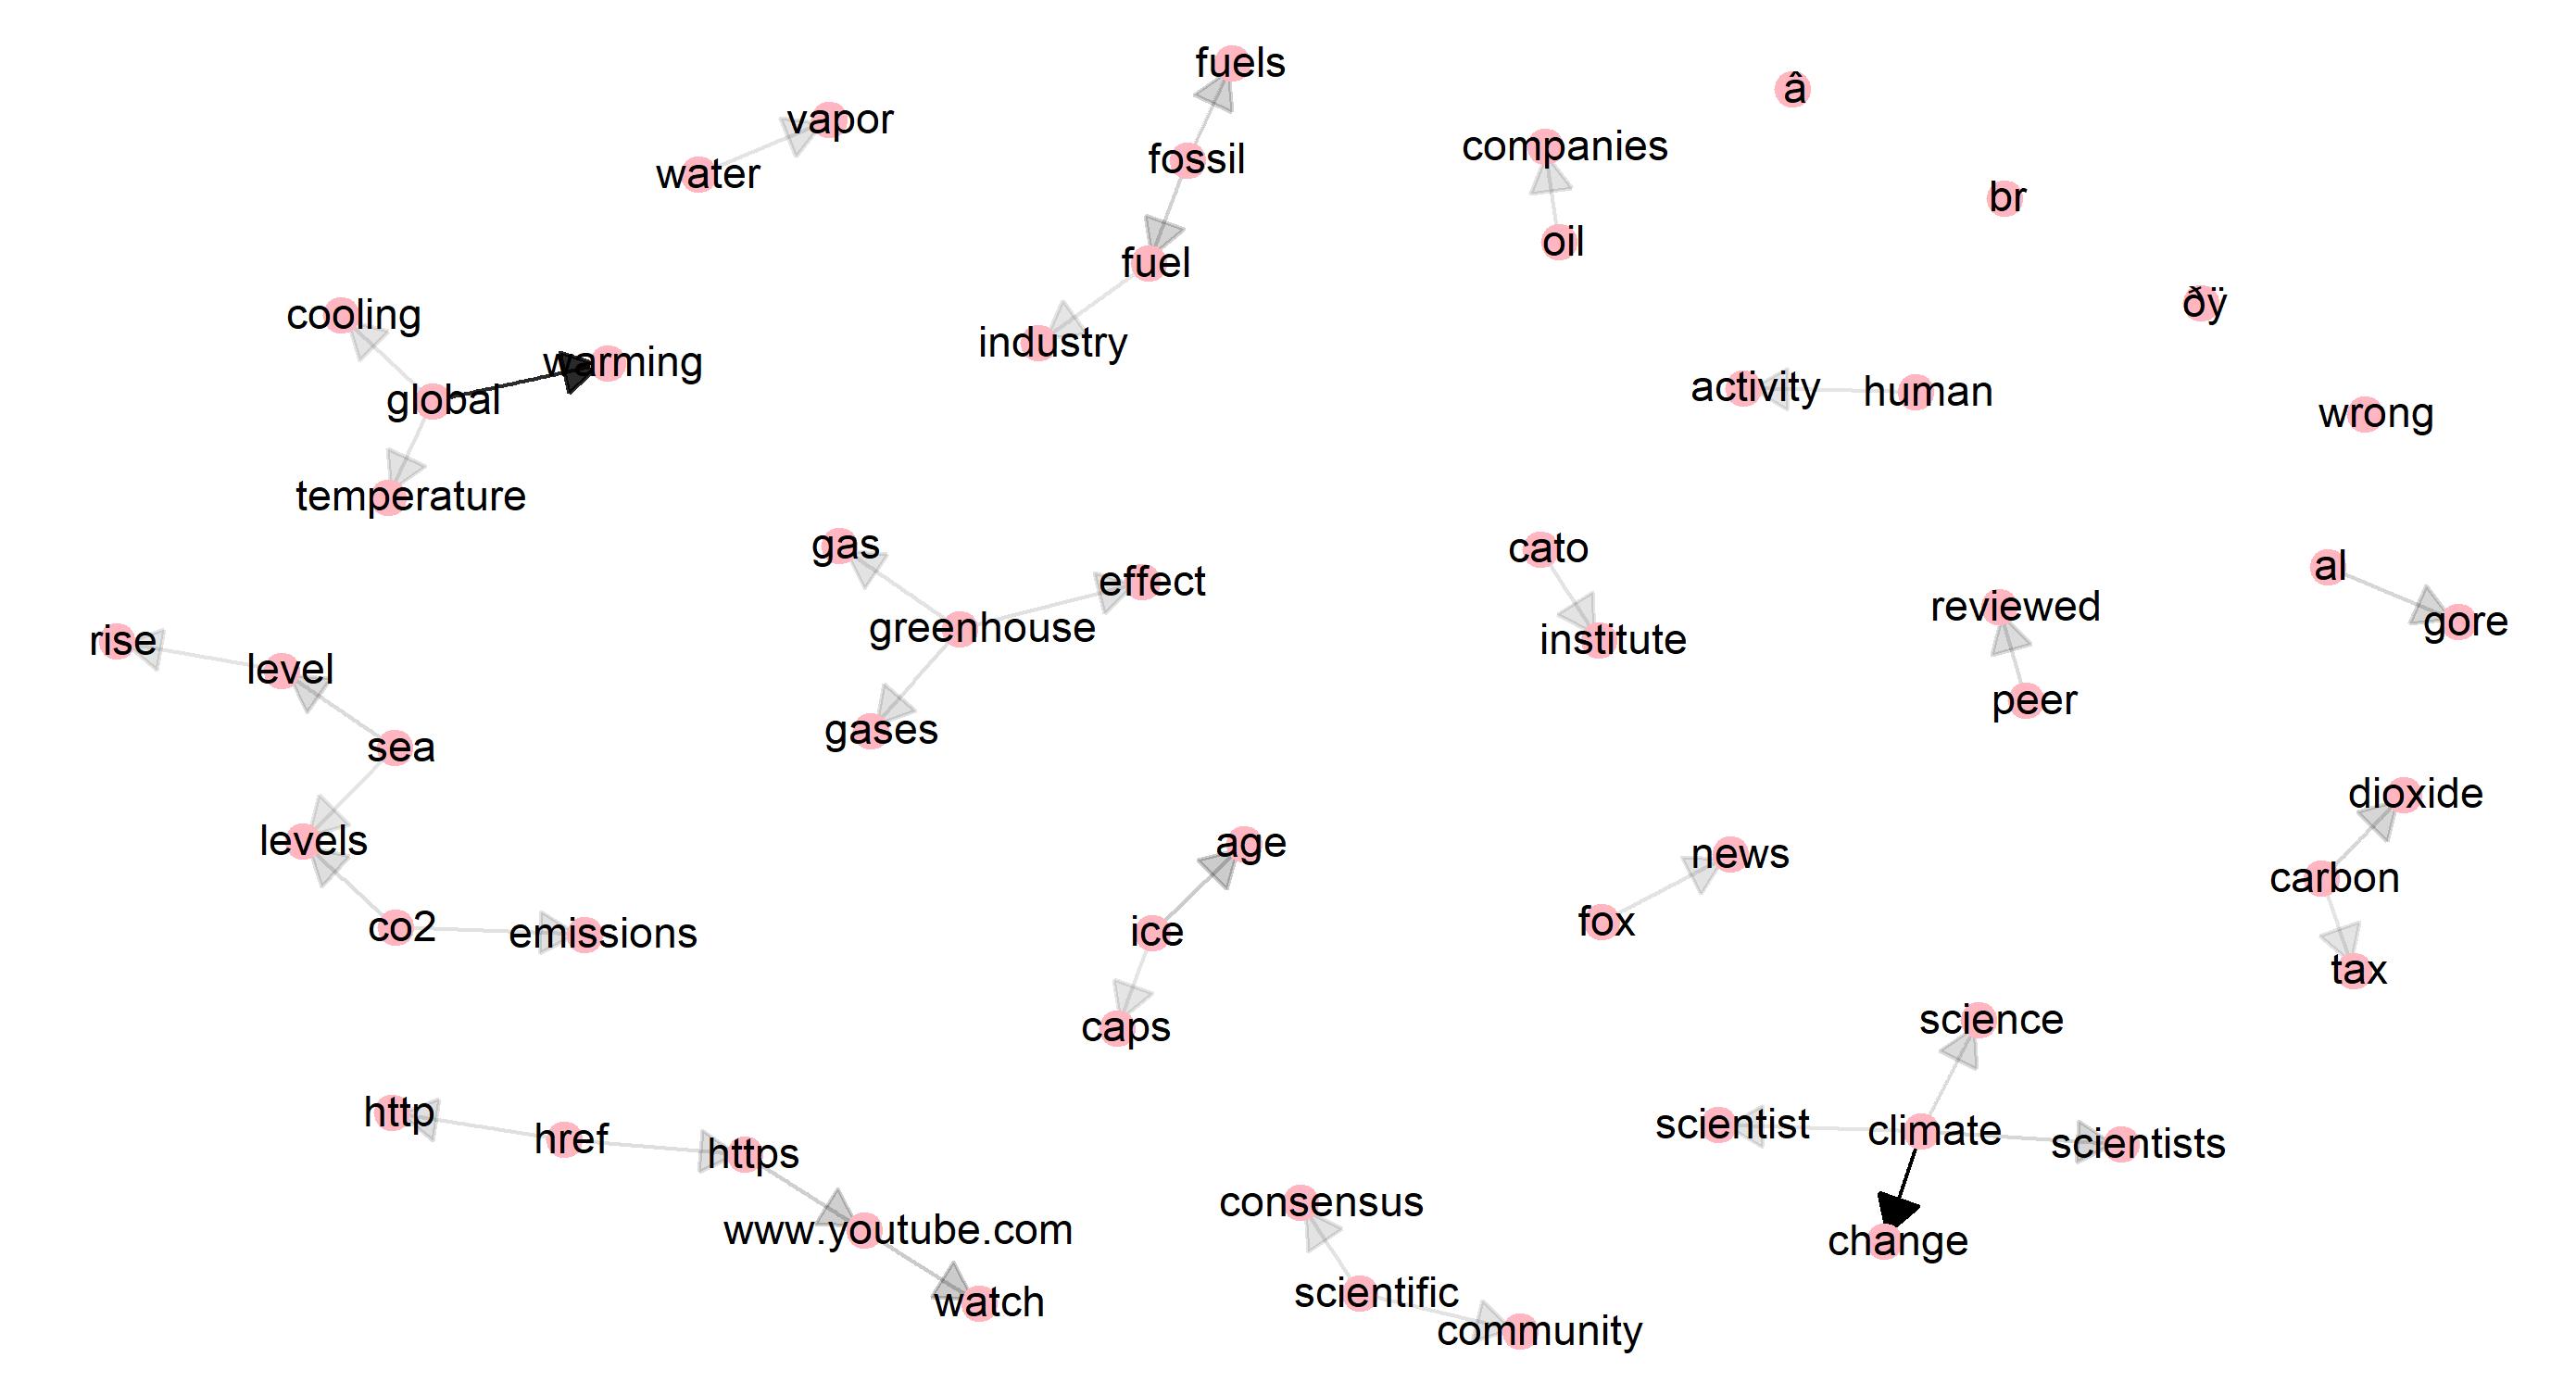 fuels
â
vapor
companies
fossil
water
br
oil
fuel
ðÿ
cooling
industry
warming
activity
human
global
wrong
temperature
gas
cato
al
effect
reviewed
gore
greenhouse
institute
rise
level
peer
gases
sea
dioxide
levels
age
news
carbon
co2
emissions
ice
fox
tax
caps
science
http
href
https
scientist
climate
scientists
consensus
www.youtube.com
change
scientific
watch
community